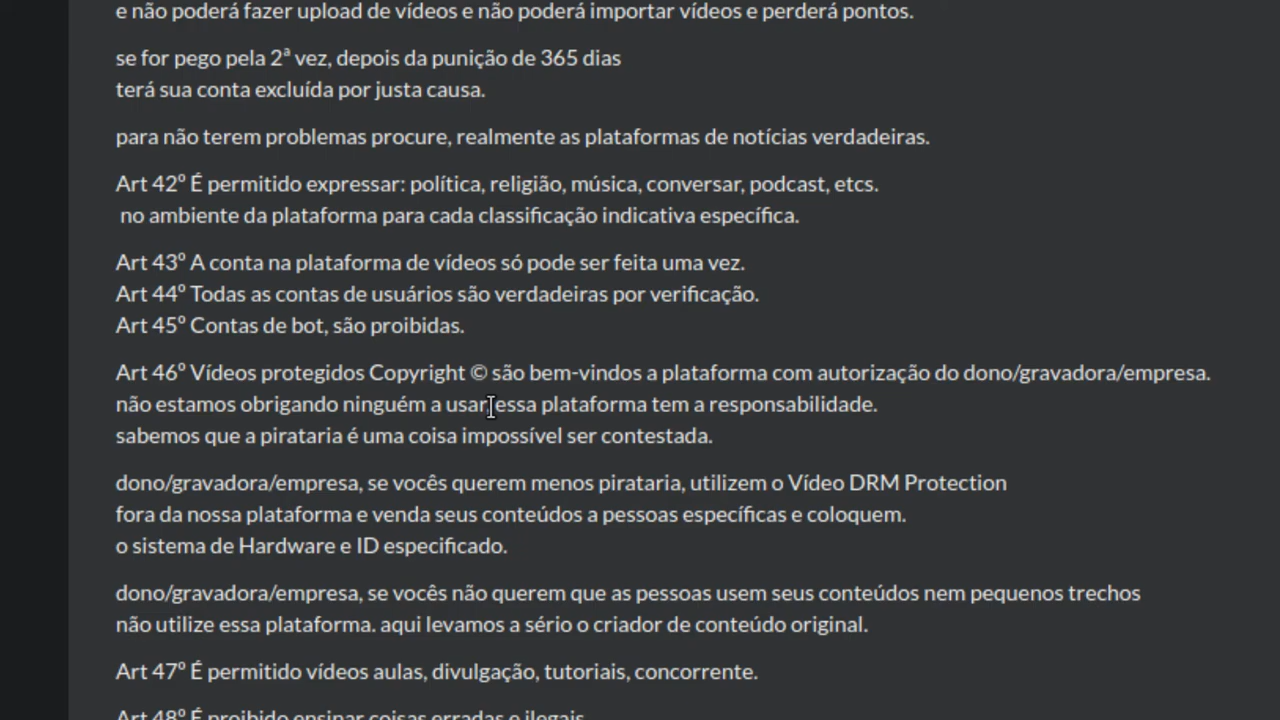 e não poderá fazer upload de vídeos e não poderá importar vídeos e perderá pontos.
se for pego pela 2ª vez, depois da punição de 365 dias
terá sua conta excluída por justa causa.
para não terem problemas procure, realmente as plataformas de notícias verdadeiras.
Art 42º É permitido expressar: política, religião, música, conversar, podcast, etcs.
no ambiente da plataforma para cada classificação indicativa específica.
Art 43º A conta na plataforma de vídeos só pode ser feita uma vez.
Art 44º Todas as contas de usuários são verdadeiras por verificação.
Art 45º Contas de bot, são proibidas.
Art 46º Vídeos protegidos Copyright © são bem-vindos a plataforma com autorização do dono/gravadora/empresa.
não estamos obrigando ninguém a usar, essa plataforma tem a responsabilidade.
sabemos que a pirataria é uma coisa impossível ser contestada.
dono/gravadora/empresa, se vocês querem menos pirataria, utilizem o Vídeo DRM Protection
fora da nossa plataforma e venda seus conteúdos a pessoas específicas e coloquem.
o sistema de Hardware e ID especificado.
dono/gravadora/empresa, se vocês não querem que as pessoas usem seus conteúdos nem pequenos trechos
não utilize essa plataforma. aqui levamos a sério o criador de conteúdo original.
Art 47º É permitido vídeos aulas, divulgação, tutoriais, concorrente.
Art 48º É proibido ensinar coisas erradas e ilegais